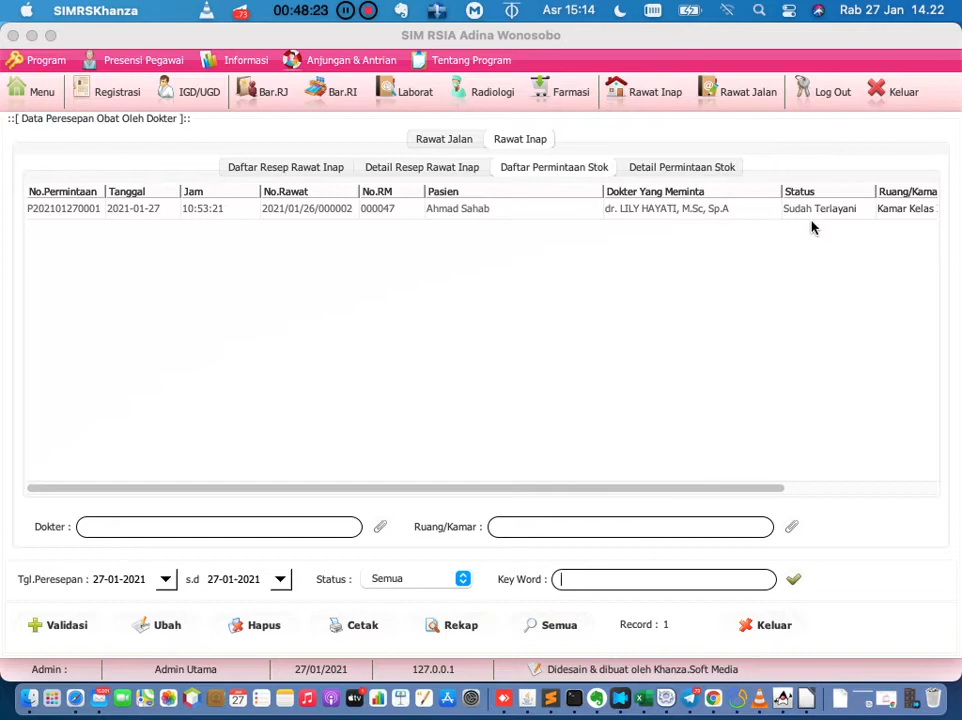 SIMRSKhanza 73 00:48:23 Asr 15:14 Rab 27 Jan 14.22
SIM RSIA Adina Wonosobo
Program Presensi Pegawai Informasi Anjungan & Antrian Tentang Program
Menu Registrasi IGD/UGD Bar.RJ Bar.RI Laborat Radiologi Farmasi Rawat Inap Rawat Jalan Log Out Keluar
::[ Data Peresepan Obat Oleh Dokter ]::
Rawat Jalan Rawat Inap
Daftar Resep Rawat Inap Detail Resep Rawat Inap Daftar Permintaan Stok Detail Permintaan Stok
No.Permintaan Tanggal Jam No.Rawat No.RM Pasien Dokter Yang Meminta Status Ruang/Kama
P202101270001 2021-01-27 10:53:21 2021/01/26/000002 000047 Ahmad Sahab dr. LILY HAYATI, M.Sc, Sp.A Sudah Terlayani Kamar Kelas
Dokter : Ruang/Kamar :
Tgl.Peresepan : 27-01-2021 s.d 27-01-2021 Status : Semua Key Word :
Validasi Ubah Hapus Cetak Rekap Semua Record : 1 Keluar
Admin : Admin Utama 27/01/2021 127.0.0.1 Didesain & dibuat oleh Khanza.Soft Media